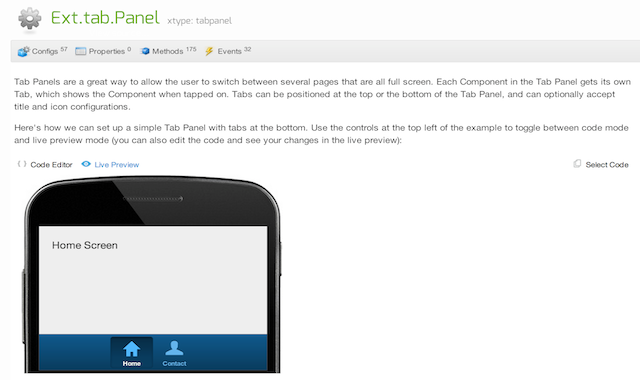 Ext.tab.Panel xtype: tabpanel
Configs 57 Properties 0 Methods 175 Events 32
Tab Panels are a great way to allow the user to switch between several pages that are all full screen. Each Component in the Tab Panel gets its own
Tab, which shows the Component when tapped on. Tabs can be positioned at the top or the bottom of the Tab Panel, and can optionally accept
title and icon configurations.
Here's how we can set up a simple Tab Panel with tabs at the bottom. Use the controls at the top left of the example to toggle between code mode
and live preview mode (you can also edit the code and see your changes in the live preview):
Code Editor Live Preview Select Code
Home Screen
Home Contact